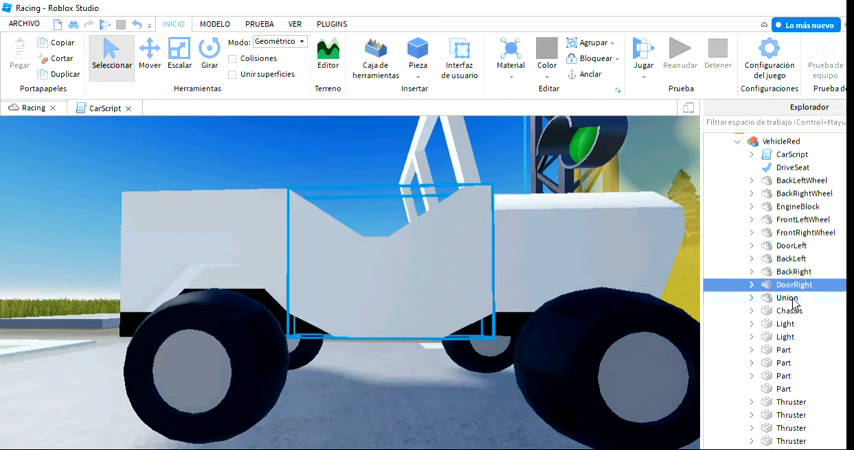 Racing - Roblox Studio
ARCHIVO INICIO MODELO PRUEBA VER PLUGINS Lo más nuevo
Pegar Copiar Cortar Duplicar
Portapapeles
Seleccionar Mover Escalar Girar
Modo: Geométrico
Colisiones
Unir superficies
Herramientas
Editor
Terreno
Caja de herramientas Pieza Interfaz de usuario
Insertar
Material Color Agrupar Bloquear Anclar
Editar
Jugar Reanudar Detener
Prueba
Configuración del juego
Configuraciones
Prueba de equipo
Prueba de
Racing CarScript
Explorador
Filtrar espacio de trabajo (Control+Mayú
VehicleRed
CarScript
DriveSeat
BackLeftWheel
BackRightWheel
EngineBlock
FrontLeftWheel
FrontRightWheel
DoorLeft
BackLeft
BackRight
DoorRight
Union
Chassis
Light
Light
Part
Part
Part
Part
Thruster
Thruster
Thruster
Thruster